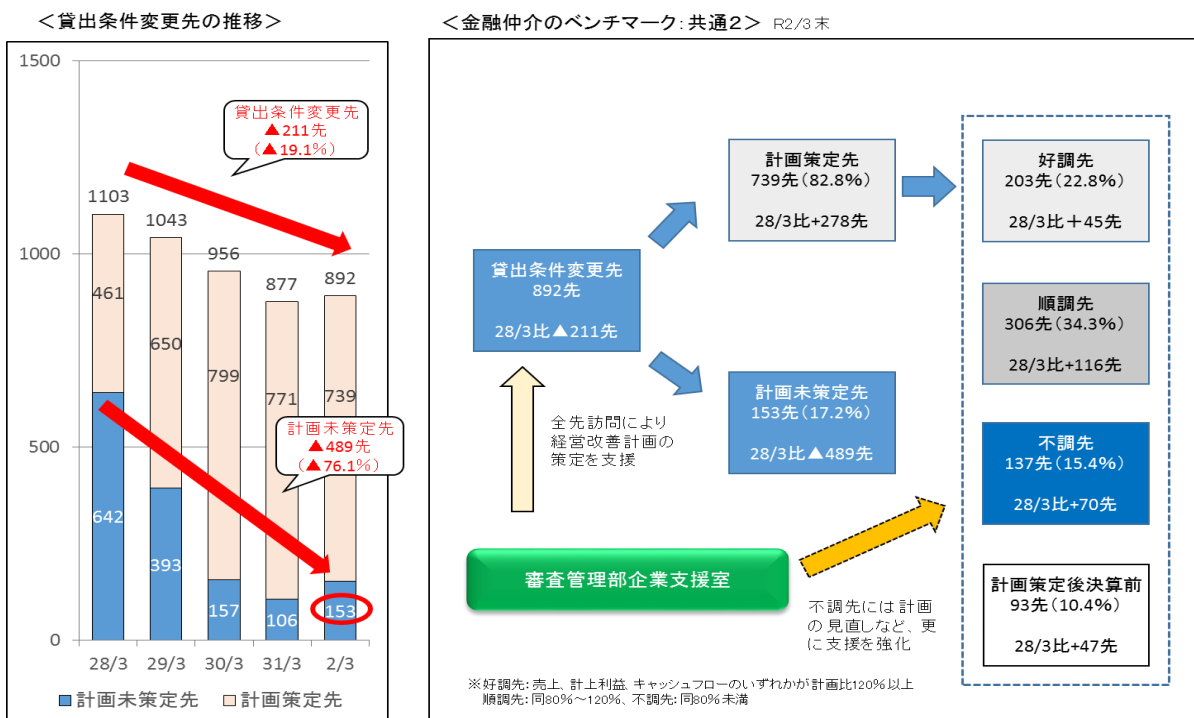 ＜貸出条件変更先の推移＞
1500
1000
500
0
貸出条件変更先
▲211先
（▲19.1%）
1103
1043
956
877
892
461
650
799
771
739
計画未策定先
▲489先
（▲76.1%）
642
393
157
106
153
28/3
29/3
30/3
31/3
2/3
計画未策定先
計画策定先
＜金融仲介のベンチマーク：共通２＞ R2/3末
貸出条件変更先
892先
28/3比▲211先
計画策定先
739先（82.8%）
28/3比+278先
計画未策定先
153先（17.2%）
28/3比▲489先
好調先
203先（22.8%）
28/3比＋45先
順調先
306先（34.3%）
28/3比+116先
不調先
137先（15.4%）
28/3比+70先
計画策定後決算前
93先（10.4%）
28/3比+47先
全先訪問により
経営改善計画の
策定を支援
審査管理部企業支援室
不調先には計画
の見直しなど、更
に支援を強化
※好調先：売上、計上利益、キャッシュフローのいずれかが計画比120%以上
順調先：同80%～120%、不調先：同80%未満